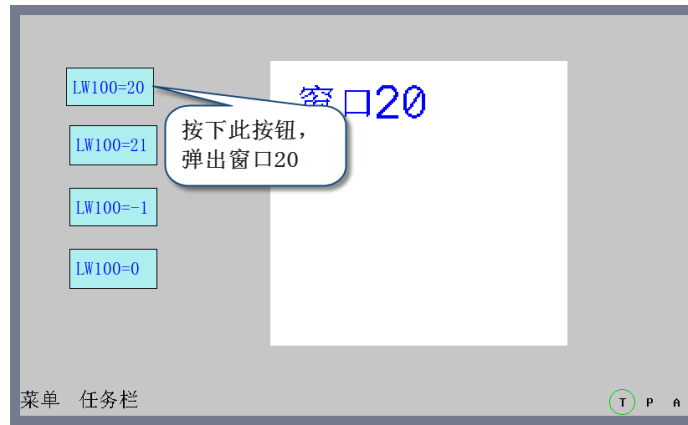 LW100=20
窗口20
按下此按钮，
弹出窗口20
LW100=21
LW100=-1
LW100=0
菜单 任务栏
T P A